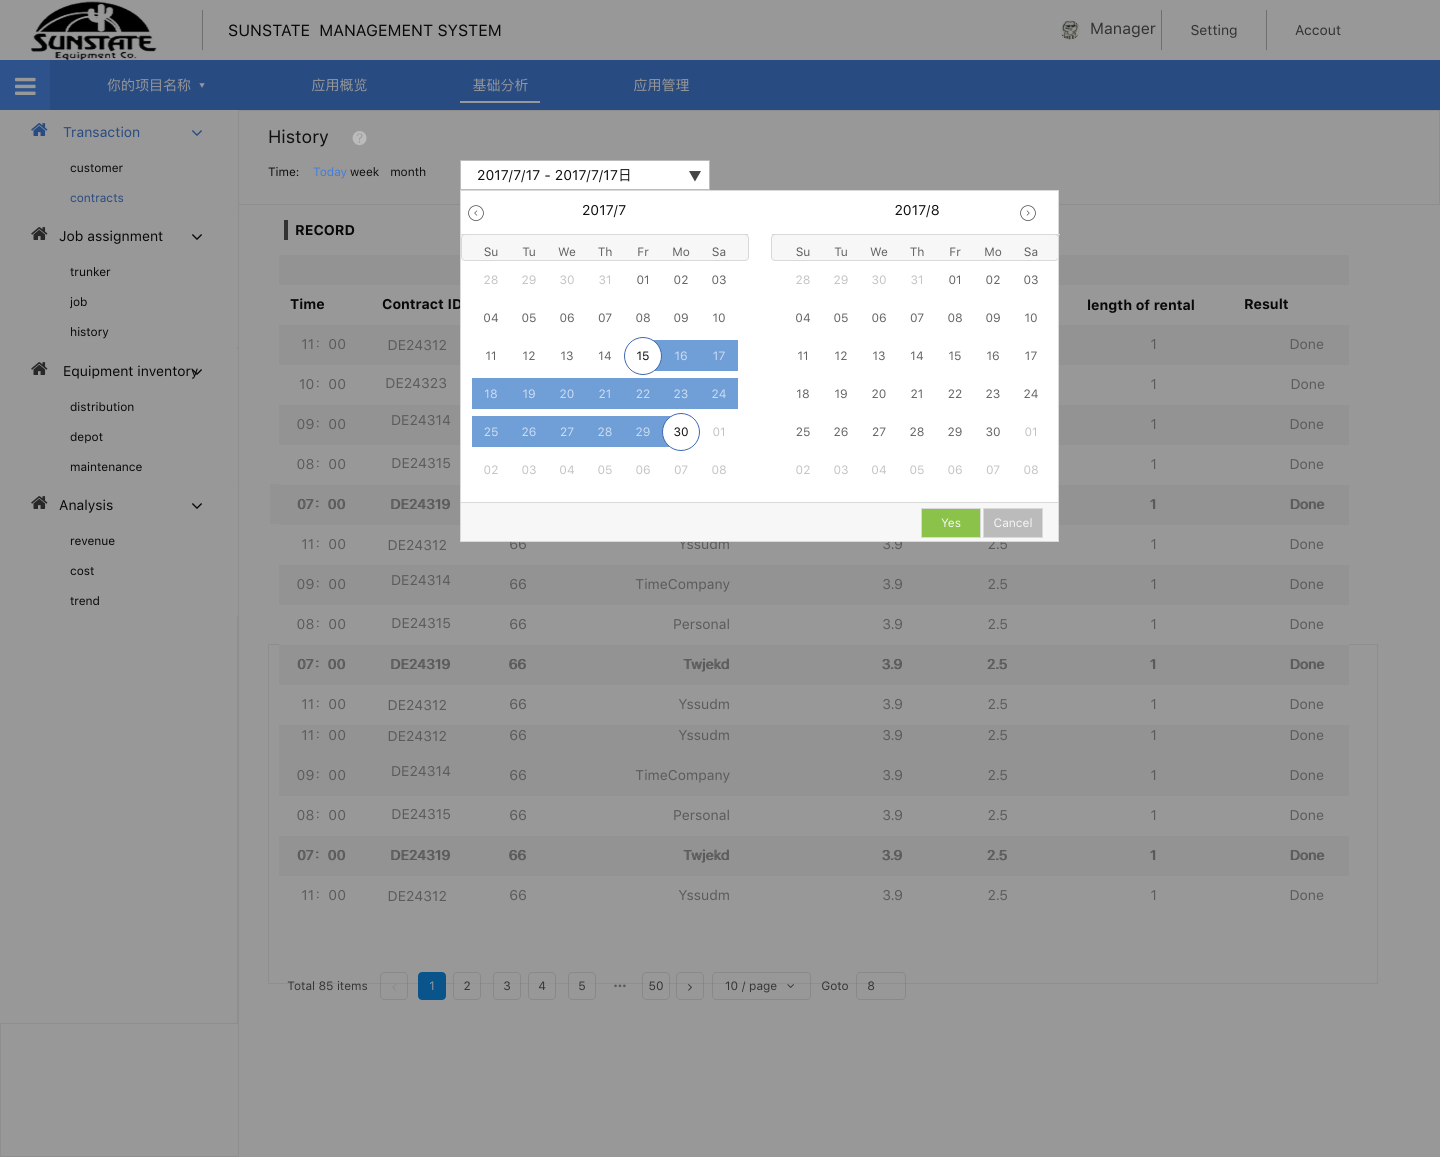 SUNSTATE
Equipment Co.
SUNSTATE  MANAGEMENT SYSTEM
Manager
Setting
Accout
你的项目名称 ▾
应用概览
基础分析
应用管理
Transaction
customer
contracts
Job assignment
trunker
job
history
Equipment inventory
distribution
depot
maintenance
Analysis
revenue
cost
trend
History ?
Time: Today week month
2017/7/17 - 2017/7/17日 ▼
2017/7
Su Tu We Th Fr Mo Sa
28 29 30 31 01 02 03
04 05 06 07 08 09 10
11 12 13 14 15 16 17
18 19 20 21 22 23 24
25 26 27 28 29 30 01
02 03 04 05 06 07 08
2017/8
Su Tu We Th Fr Mo Sa
28 29 30 31 01 02 03
04 05 06 07 08 09 10
11 12 13 14 15 16 17
18 19 20 21 22 23 24
25 26 27 28 29 30 01
02 03 04 05 06 07 08
Yes Cancel
RECORD
Time Contract ID length of rental Result
11: 00 DE24312 1 Done
10: 00 DE24323 1 Done
09: 00 DE24314 1 Done
08: 00 DE24315 1 Done
07: 00 DE24319 1 Done
11: 00 DE24312 66 Yssudm 3.9 2.5 1 Done
09: 00 DE24314 66 TimeCompany 3.9 2.5 1 Done
08: 00 DE24315 66 Personal 3.9 2.5 1 Done
07: 00 DE24319 66 Twjekd 3.9 2.5 1 Done
11: 00 DE24312 66 Yssudm 3.9 2.5 1 Done
11: 00 DE24312 66 Yssudm 3.9 2.5 1 Done
09: 00 DE24314 66 TimeCompany 3.9 2.5 1 Done
08: 00 DE24315 66 Personal 3.9 2.5 1 Done
07: 00 DE24319 66 Twjekd 3.9 2.5 1 Done
11: 00 DE24312 66 Yssudm 3.9 2.5 1 Done
Total 85 items < 1 2 3 4 5 ••• 50 > 10 / page Goto 8